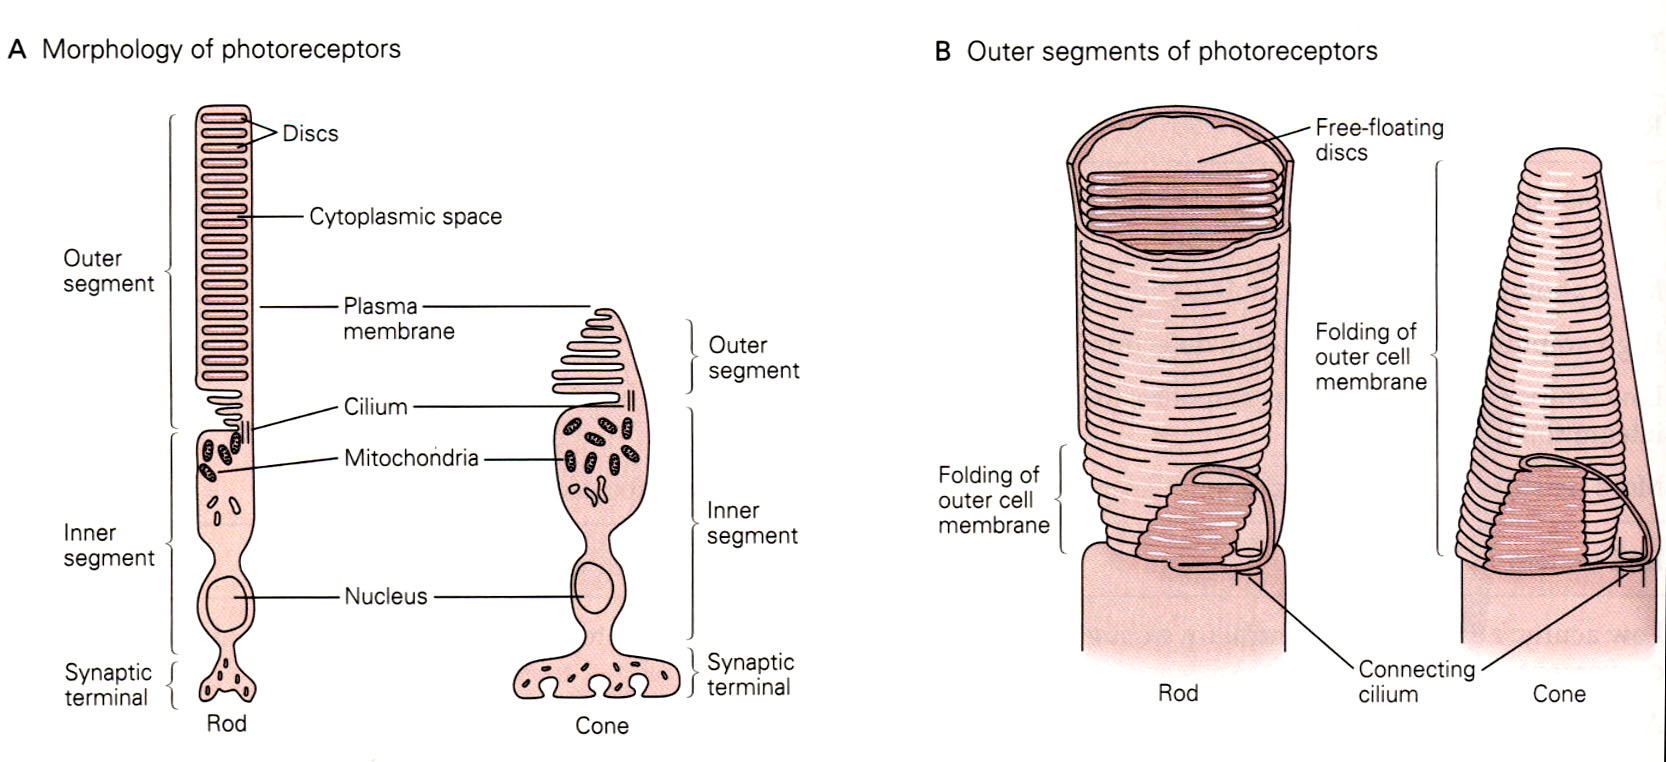 A Morphology of photoreceptors
Discs
Cytoplasmic space
Outer
segment
Plasma
membrane
Outer
segment
Cilium
Mitochondria
Inner
segment
Inner
segment
Nucleus
Synaptic
terminal
Synaptic
terminal
Rod
Cone
B Outer segments of photoreceptors
Free-floating
discs
Folding of
outer cell
membrane
Folding of
outer cell
membrane
Connecting
cilium
Rod
Cone